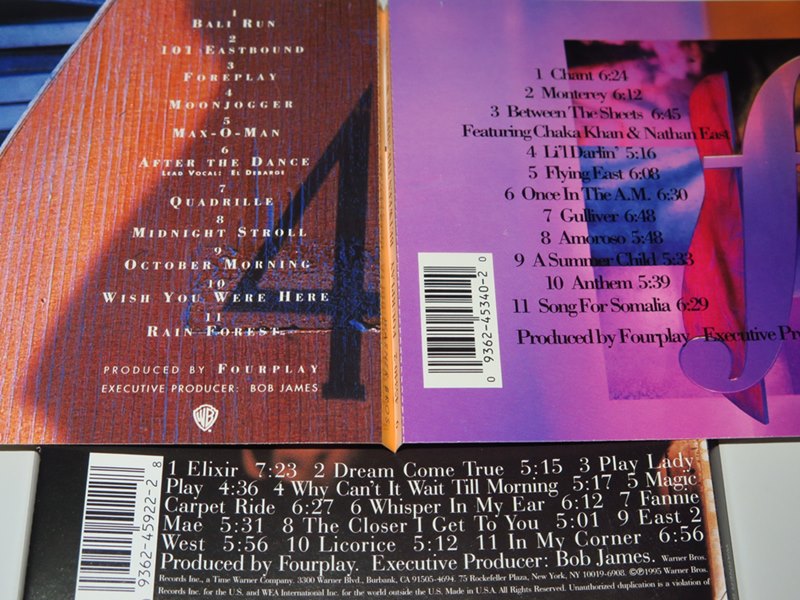 1
BALI RUN
2
101 EASTBOUND
3
FOREPLAY
4
MOONJOGGER
5
MAX-O-MAN
6
AFTER THE DANCE
LEAD VOCAL: EL DEBARGE
7
QUADRILLE
8
MIDNIGHT STROLL
9
OCTOBER MORNING
10
WISH YOU WERE HERE
11
RAIN FOREST
PRODUCED BY FOURPLAY
EXECUTIVE PRODUCER: BOB JAMES
WB
4
1 Chant 6:24
2 Monterey 6:12
3 Between The Sheets 6:45
Featuring Chaka Khan & Nathan East
4 Li'l Darlin' 5:16
5 Flying East 6:08
6 Once In The A.M. 6:30
7 Gulliver 6:48
8 Amoroso 5:48
9 A Summer Child 5:33
10 Anthem 5:39
11 Song For Somalia 6:29
Produced by Fourplay Executive Pr
0 9362-45340-2 0
f
9362-45922-2 8
1 Elixir 7:23 2 Dream Come True 5:15 3 Play Lady
Play 4:36 4 Why Can't It Wait Till Morning 5:17 5 Magic
Carpet Ride 6:27 6 Whisper In My Ear 6:12 7 Fannie
Mae 5:31 8 The Closer I Get To You 5:01 9 East 2
West 5:56 10 Licorice 5:12 11 In My Corner 6:56
Produced by Fourplay. Executive Producer: Bob James. Warner Bros.
Records Inc., a Time Warner Company. 3300 Warner Blvd., Burbank, CA 91505-4694. 75 Rockefeller Plaza, New York, NY 10019-6908. ©℗1995 Warner Bros.
Records Inc. for the U.S. and WEA International Inc. for the world outside the U.S. Made in U.S.A. All Rights Reserved. Unauthorized duplication is a violation of